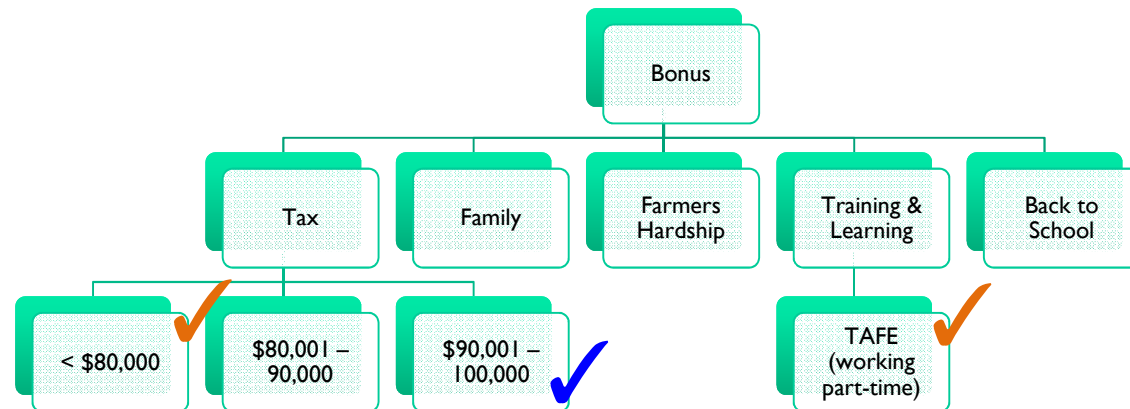 Bonus
Tax
Family
Farmers
Hardship
Training &
Learning
Back to
School
< $80,000
$80,001 –
90,000
$90,001 –
100,000
TAFE
(working
part-time)